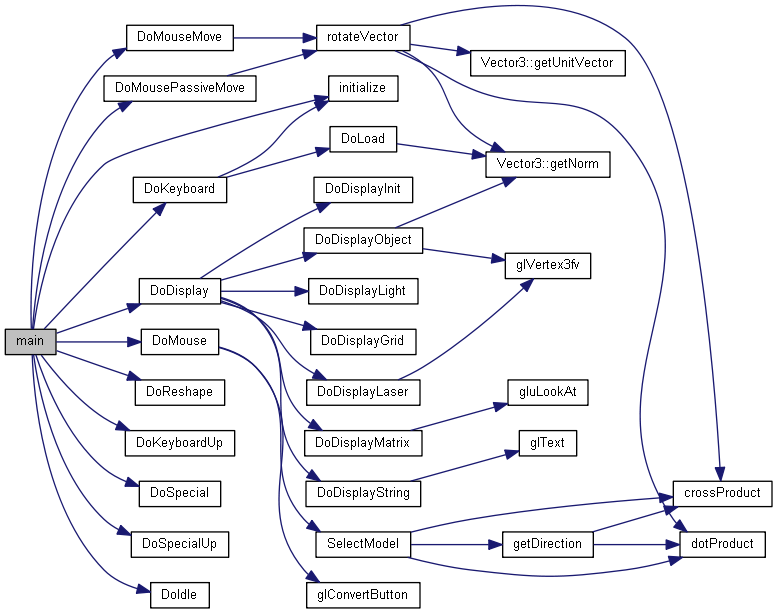 main
DoMouseMove
DoMousePassiveMove
DoKeyboard
DoDisplay
DoMouse
DoReshape
DoKeyboardUp
DoSpecial
DoSpecialUp
DoIdle
rotateVector
initialize
DoLoad
DoDisplayInit
DoDisplayObject
DoDisplayLight
DoDisplayGrid
DoDisplayLaser
DoDisplayMatrix
DoDisplayString
SelectModel
glConvertButton
Vector3::getUnitVector
Vector3::getNorm
glVertex3fv
gluLookAt
glText
getDirection
crossProduct
dotProduct